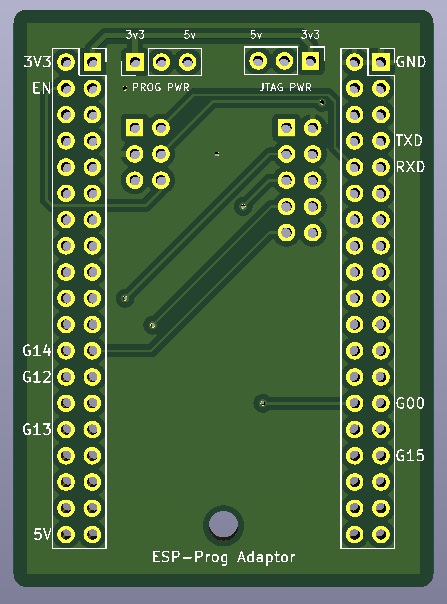 3v3 5v 5v 3v3
3V3 GND
EN PROG PWR JTAG PWR
TXD
RXD
G14
G12
G00
G13
G15
5V
ESP-Prog Adaptor